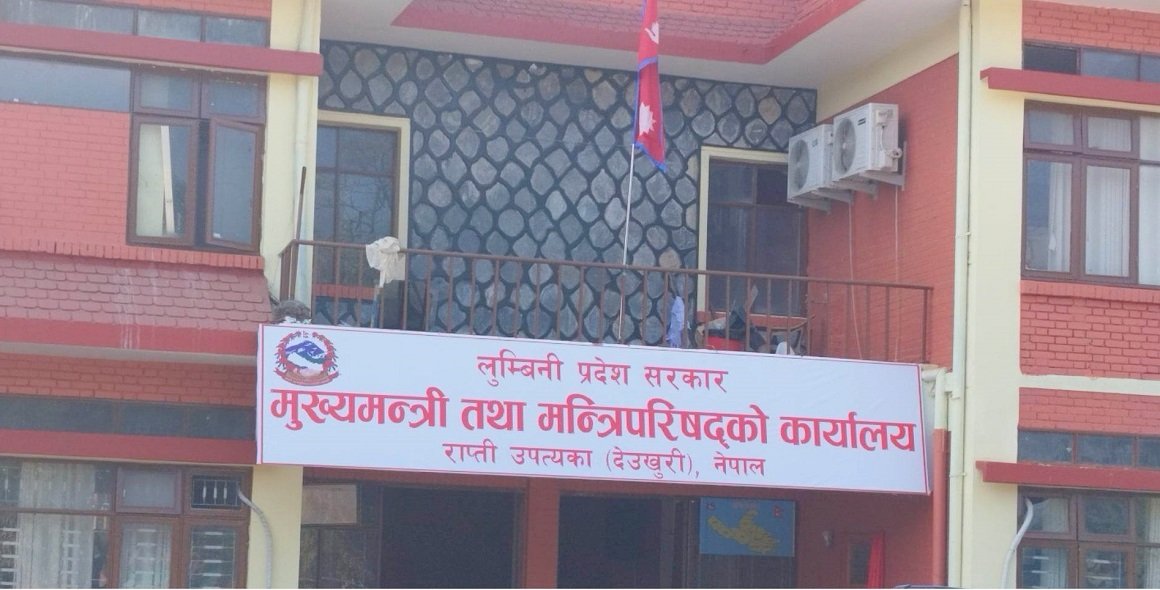 लुम्बिनी प्रदेश सरकार
मुख्यमन्त्री तथा मन्त्रिपरिषद्को कार्यालय
राप्ती उपत्यका (देउखुरी), नेपाल